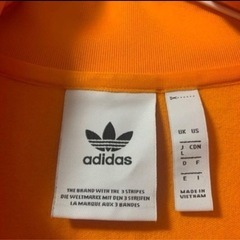 adidas
THE BRAND WITH THE 3 STRIPES
DIE WELTMARKE MIT DEN 3 STREIFEN
LA MARQUE AUX 3 BANDES
UK US
J CDN
L
D F
E I
MADE IN
VIETNAM